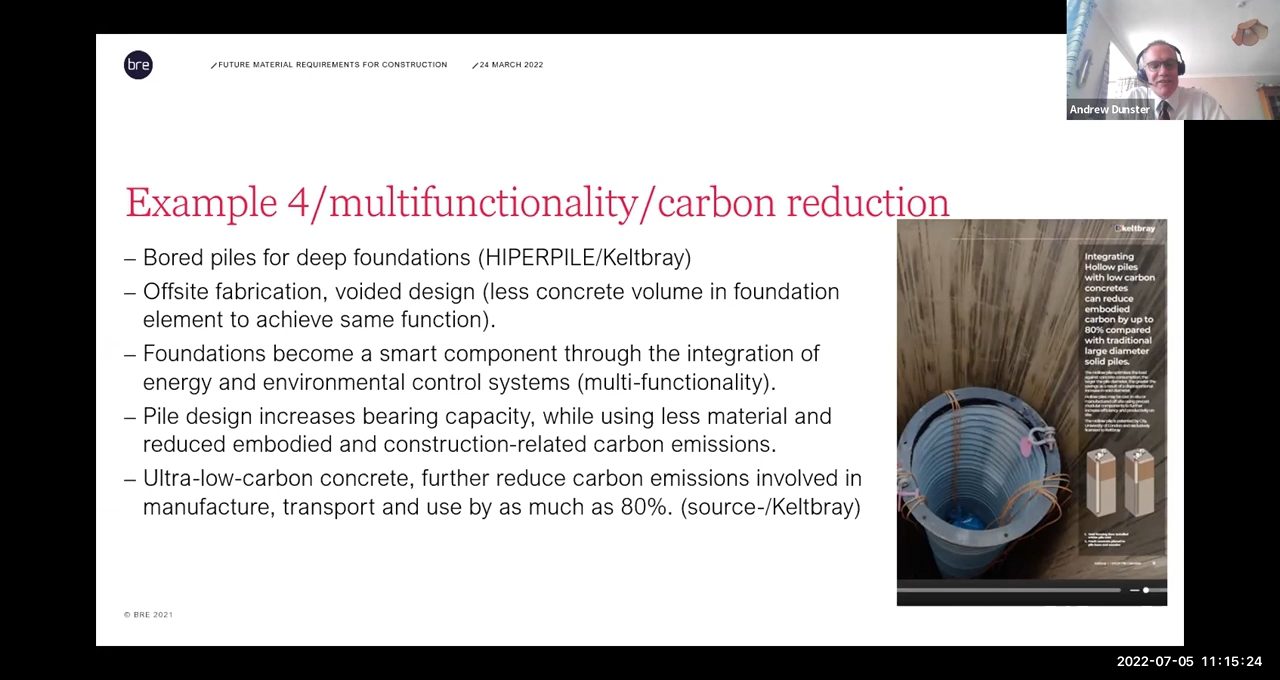 bre
FUTURE MATERIAL REQUIREMENTS FOR CONSTRUCTION
24 MARCH 2022
Andrew Dunster
Example 4/multifunctionality/carbon reduction
– Bored piles for deep foundations (HIPERPILE/Keltbray)
– Offsite fabrication, voided design (less concrete volume in foundation
element to achieve same function).
– Foundations become a smart component through the integration of
energy and environmental control systems (multi-functionality).
– Pile design increases bearing capacity, while using less material and
reduced embodied and construction-related carbon emissions.
– Ultra-low-carbon concrete, further reduce carbon emissions involved in
manufacture, transport and use by as much as 80%. (source-/Keltbray)
keltbray
Integrating
Hollow piles
with low carbon
concretes
can reduce
embodied
carbon by up to
80% compared
with traditional
large diameter
solid piles.
© BRE 2021
2022-07-05 11:15:24